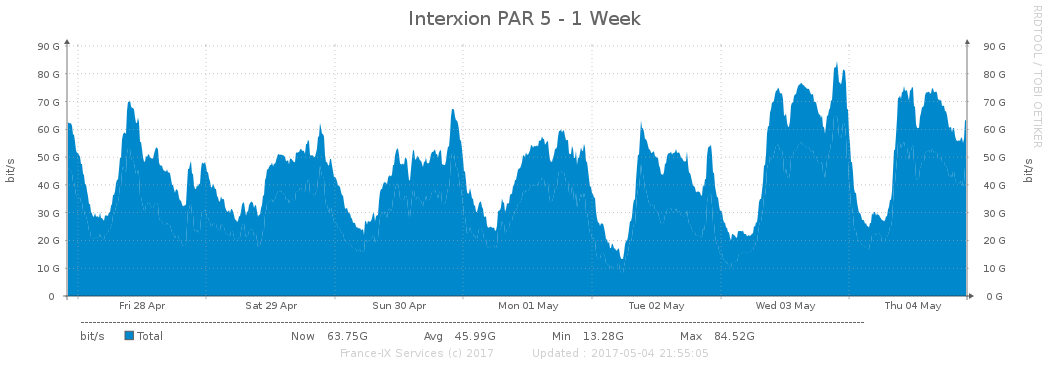 Interxion PAR 5 - 1 Week
RRDTOOL / TOBI OETIKER
90 G 90 G
80 G 80 G
70 G 70 G
60 G 60 G
50 G 50 G
40 G 40 G
30 G 30 G
20 G 20 G
10 G 10 G
0 0 G
bit/s bit/s
Fri 28 Apr Sat 29 Apr Sun 30 Apr Mon 01 May Tue 02 May Wed 03 May Thu 04 May
bit/s Total Now 63.75G Avg 45.99G Min 13.28G Max 84.52G
France-IX Services (c) 2017 Updated : 2017-05-04 21:55:05